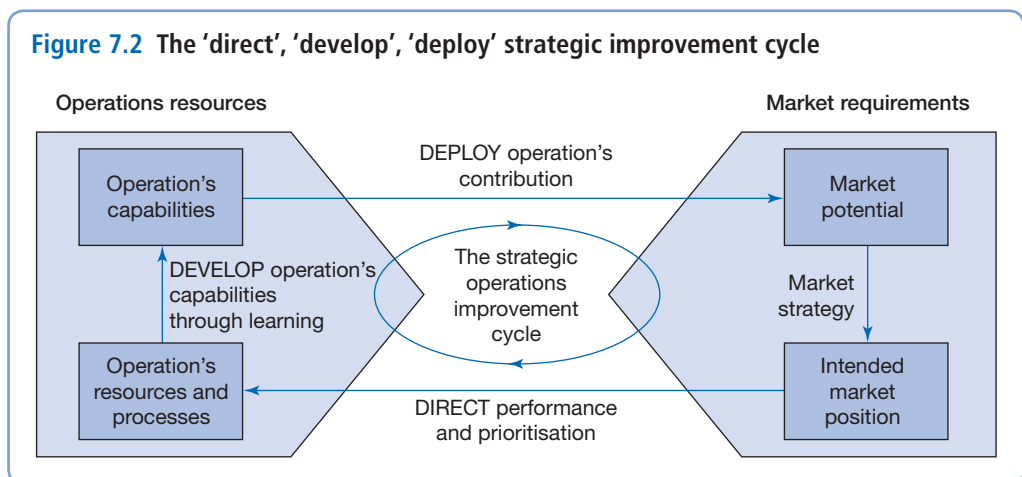 Figure 7.2 The ‘direct’, ‘develop’, ‘deploy’ strategic improvement cycle
Operations resources
Market requirements
Operation’s
capabilities
DEPLOY operation’s
contribution
Market
potential
DEVELOP operation’s
capabilities
through learning
The strategic
operations
improvement
cycle
Market
strategy
Operation’s
resources and
processes
DIRECT performance
and prioritisation
Intended
market
position